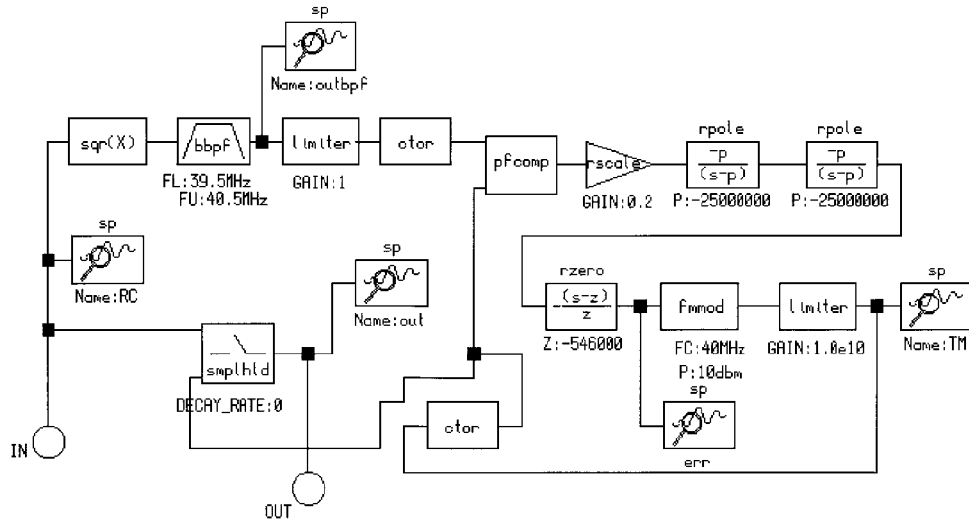 sp
Name:outbpf
sqr(X)
bbpf
FL:39.5MHz
FU:40.5MHz
limiter
GAIN:1
ctor
pfcomp
rscale
GAIN:0.2
rpole
-p
(s-p)
P:-25000000
rpole
-p
(s-p)
P:-25000000
sp
Name:RC
sp
Name:out
rzero
(s-z)
z
Z:-546000
fmmod
FC:40MHz
P:10dbm
limiter
GAIN:1.0e10
sp
Name:TM
smplhld
DECAY_RATE:0
ctor
sp
err
IN
OUT